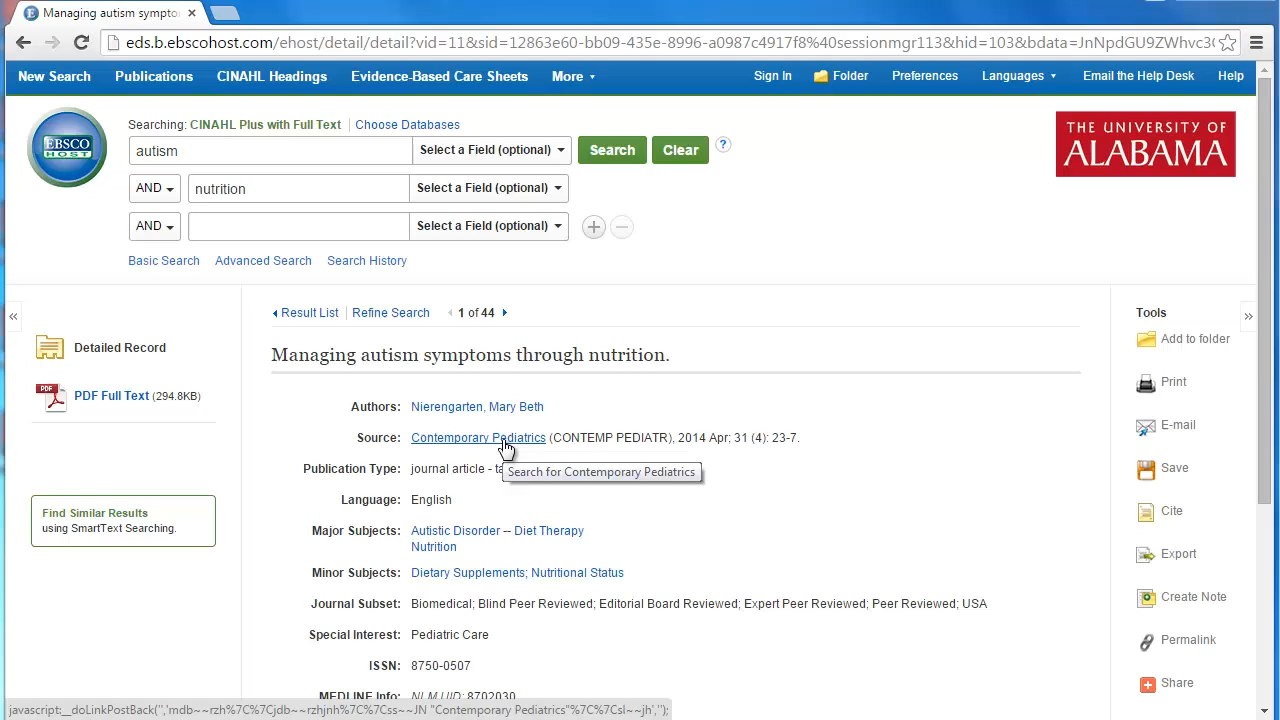 Managing autism sympto
eds.b.ebscohost.com/ehost/detail/detail?vid=11&sid=12863ef0-bb09-435e-8996-a0987c4917f8%40sessionmgr113&hid=103&bdata=JnNpdGU9ZWhvc3
New Search Publications CINAHL Headings Evidence-Based Care Sheets More Sign In Folder Preferences Languages Email the Help Desk Help
Searching: CINAHL Plus with Full Text Choose Databases
EBSCO HOST
autism Select a Field (optional) Search Clear ?
THE UNIVERSITY OF
ALABAMA
AND nutrition Select a Field (optional)
AND Select a Field (optional)
Basic Search Advanced Search Search History
Result List Refine Search 1 of 44
Tools
Detailed Record
PDF Full Text (294.8KB)
Find Similar Results
using SmartText Searching.
Managing autism symptoms through nutrition.
Authors: Nierengarten, Mary Beth
Source: Contemporary Pediatrics (CONTEMP PEDIATR), 2014 Apr; 31 (4): 23-7.
Publication Type: journal article - ta
Search for Contemporary Pediatrics
Language: English
Major Subjects: Autistic Disorder -- Diet Therapy
Nutrition
Minor Subjects: Dietary Supplements; Nutritional Status
Journal Subset: Biomedical; Blind Peer Reviewed; Editorial Board Reviewed; Expert Peer Reviewed; Peer Reviewed; USA
Special Interest: Pediatric Care
ISSN: 8750-0507
MEDLINE Info: NLM UID: 8702030
Add to folder
Print
E-mail
Save
Cite
Export
Create Note
Permalink
Share
javascript:__doLinkPostBack('','mdb~~rzh%7C%7Cjdb~~rzhjnh%7C%7Css~~JN "Contemporary Pediatrics"%7C%7Csl~~jh','');